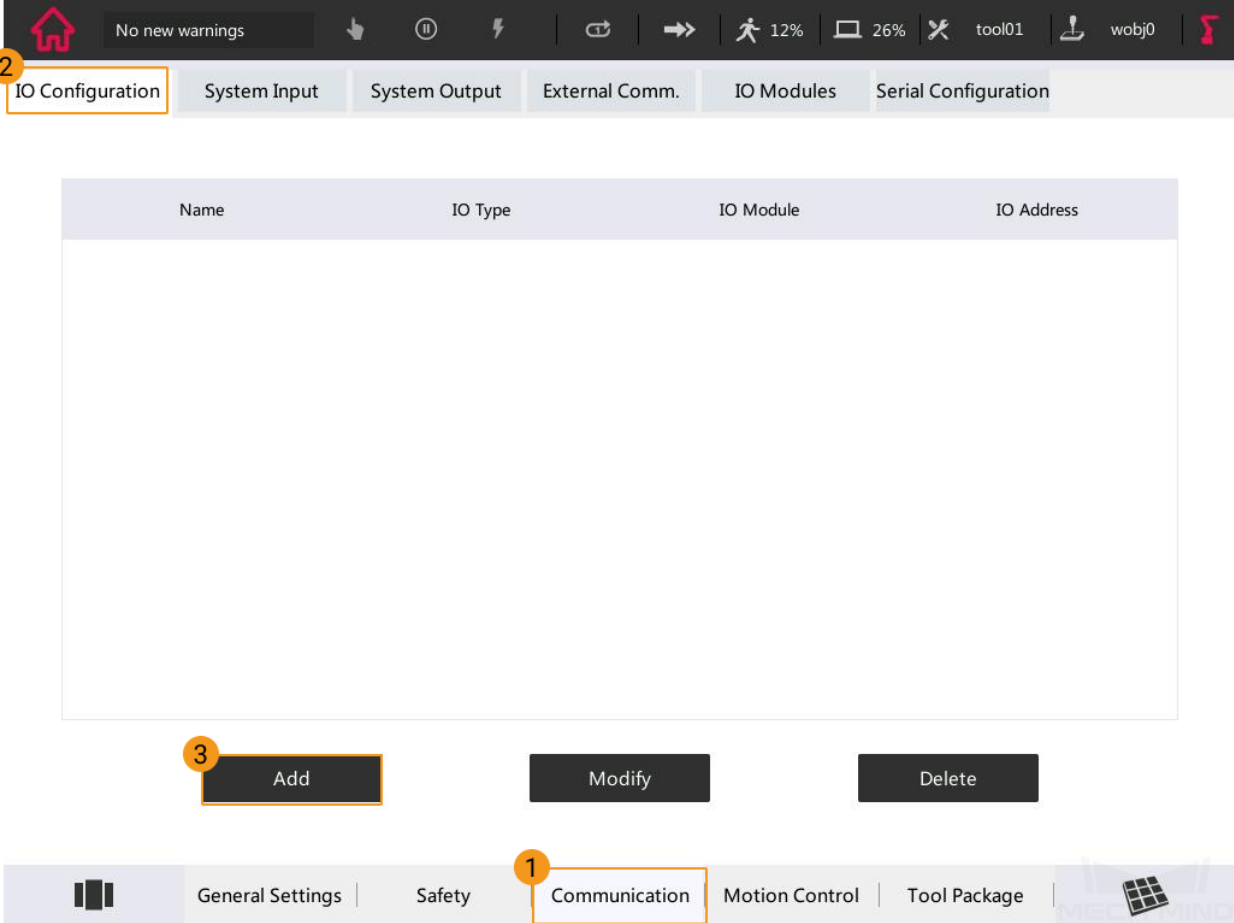 No new warnings 12% 26% tool01 wobj0
2
IO Configuration System Input System Output External Comm. IO Modules Serial Configuration
Name IO Type IO Module IO Address
3
Add Modify Delete
1
General Settings Safety Communication Motion Control Tool Package
MECH MIND